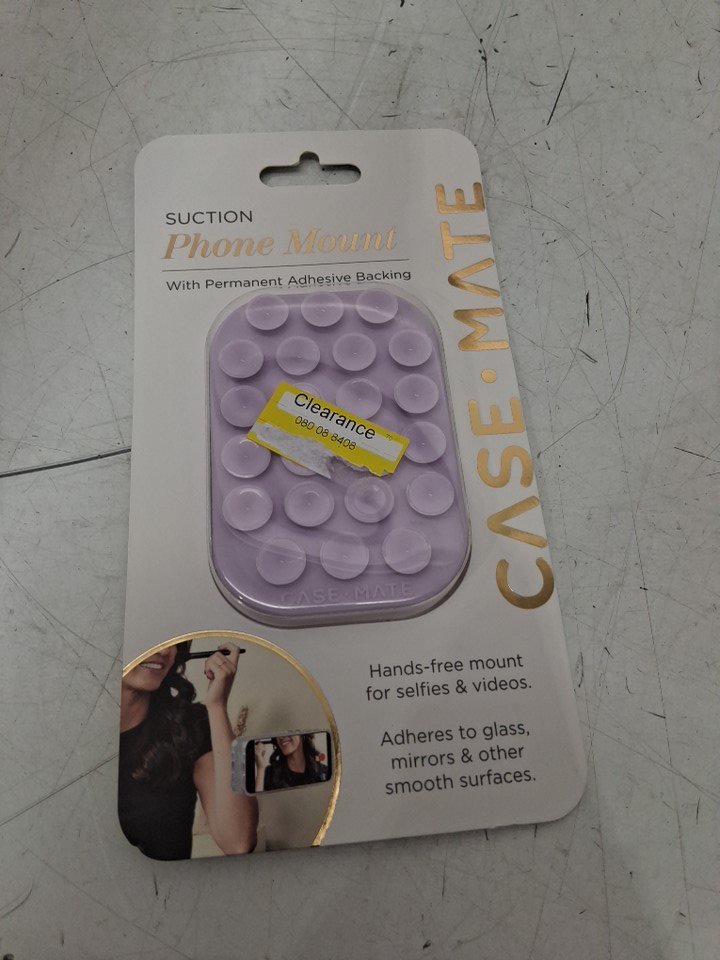 SUCTION
Phone Mount
With Permanent Adhesive Backing
CASE·MATE
Clearance
080 08 8408
CASE·MATE
Hands-free mount
for selfies & videos.
Adheres to glass,
mirrors & other
smooth surfaces.